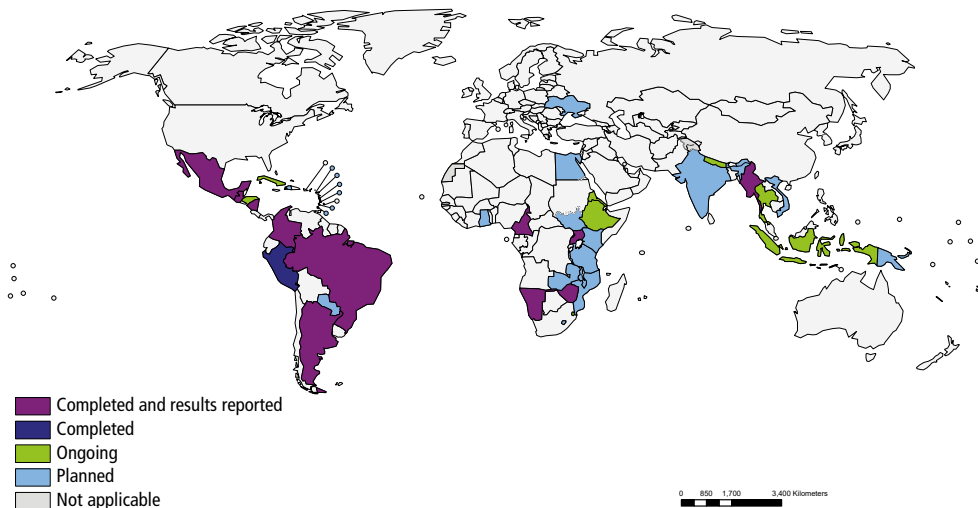 Completed and results reported
Completed
Ongoing
Planned
Not applicable
0 850 1,700 3,400 Kilometers